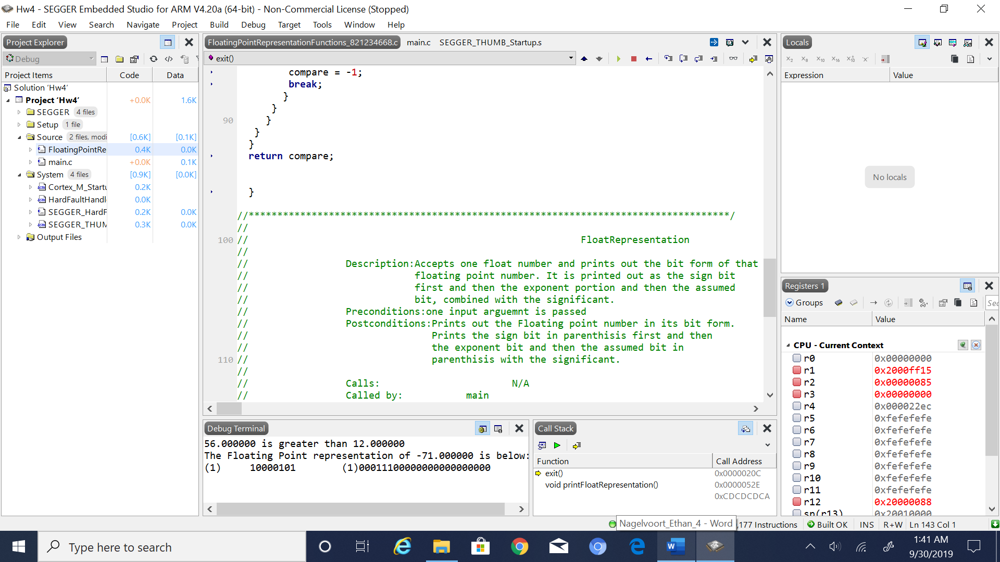 Hw4 - SEGGER Embedded Studio for ARM V4.20a (64-bit) - Non-Commercial License (Stopped)
File Edit View Search Navigate Project Build Debug Target Tools Window Help
Project Explorer
Debug
Project Items Code Data
Solution 'Hw4'
Project 'Hw4' +0.0K 1.6K
SEGGER 4 files
Setup 1 file
Source 2 files, modi [0.6K] [0.1K]
FloatingPointRe 0.4K 0.0K
main.c +0.0K 0.1K
System 4 files [0.9K] [0.0K]
Cortex_M_Startu 0.2K
HardFaultHandl 0.0K
SEGGER_HardF 0.2K 0.0K
SEGGER_THUM 0.3K 0.0K
Output Files
FloatingPointRepresentationFunctions_821234668.c main.c SEGGER_THUMB_Startup.s
exit()
compare = -1;
break;
}
}
90 }
}
}
return compare;
}
//************************************************************************************/
//
100 // FloatRepresentation
//
// Description:Accepts one float number and prints out the bit form of that
// floating point number. It is printed out as the sign bit
// first and then the exponent portion and then the assumed
// bit, combined with the significant.
// Preconditions:one input arguemnt is passed
// Postconditions:Prints out the Floating point number in its bit form.
// Prints the sign bit in parenthisis first and then
// the exponent bit and then the assumed bit in
110 // parenthisis with the significant.
//
// Calls: N/A
// Called by: main
Debug Terminal
56.000000 is greater than 12.000000
The Floating Point representation of -71.000000 is below:
(1) 10000101 (1)00011100000000000000000
Call Stack
Function Call Address
exit() 0x0000020C
void printFloatRepresentation() 0x0000052E
0xCDCDCDCA
Locals
x₂ x₈ x₁₀ x₁₆
Expression Value
No locals
Registers 1
Groups Sea
Name Value
CPU - Current Context
r0 0x00000000
r1 0x2000ff15
r2 0x00000085
r3 0x00000000
r4 0x000022ec
r5 0xfefefefe
r6 0xfefefefe
r7 0xfefefefe
r8 0xfefefefe
r9 0xfefefefe
r10 0xfefefefe
r11 0xfefefefe
r12 0x20000088
sp(r13) 0x20010000
Nagelvoort_Ethan_4 - Word ,177 Instructions Built OK INS R+W Ln 143 Col 1
Type here to search
1:41 AM
9/30/2019